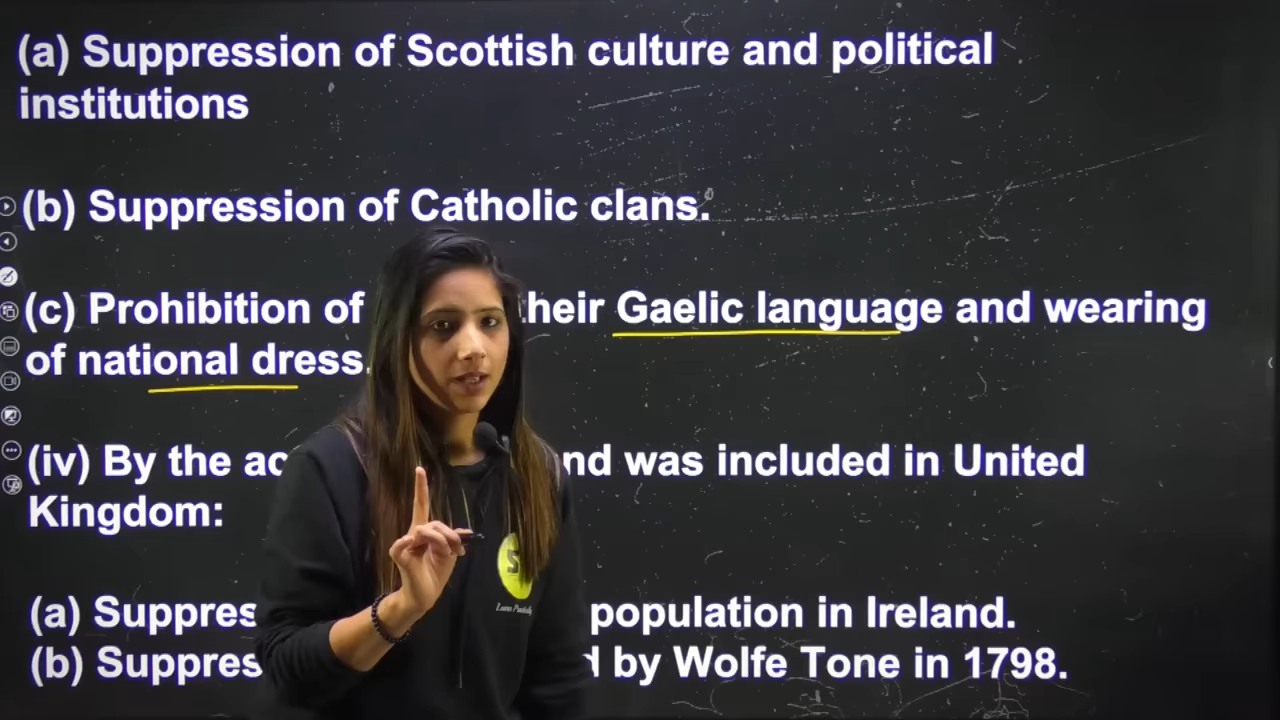 (a) Suppression of Scottish culture and political
institutions
(b) Suppression of Catholic clans.
(c) Prohibition of heir Gaelic language and wearing
of national dress.
(iv) By the ac nd was included in United
Kingdom:
(a) Suppres population in Ireland.
(b) Suppres d by Wolfe Tone in 1798.
S